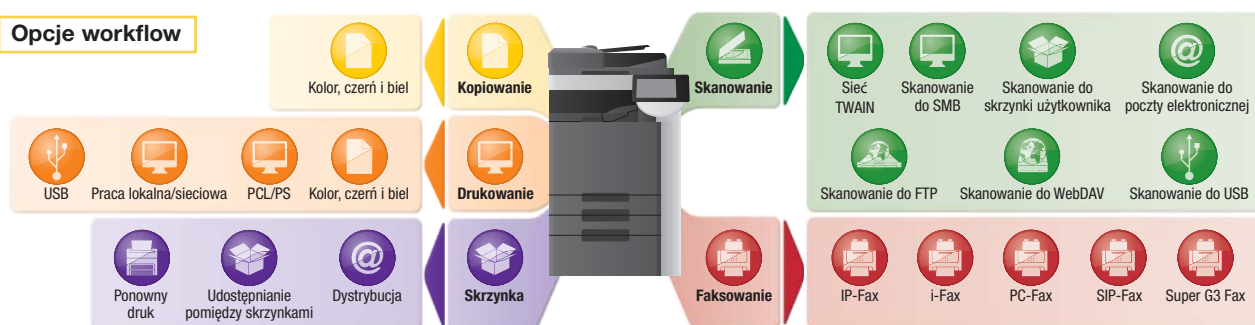 Opcje workflow
Kolor, czerń i biel
Kopiowanie
USB
Praca lokalna/sieciowa
PCL/PS
Kolor, czerń i biel
Drukowanie
Ponowny
druk
Udostępnianie
pomiędzy skrzynkami
Dystrybucja
Skrzynka
Skanowanie
Sieć
TWAIN
Skanowanie
do SMB
Skanowanie do
skrzynki użytkownika
Skanowanie do
poczty elektronicznej
Skanowanie do FTP
Skanowanie do WebDAV
Skanowanie do USB
Faksowanie
IP-Fax
i-Fax
PC-Fax
SIP-Fax
Super G3 Fax